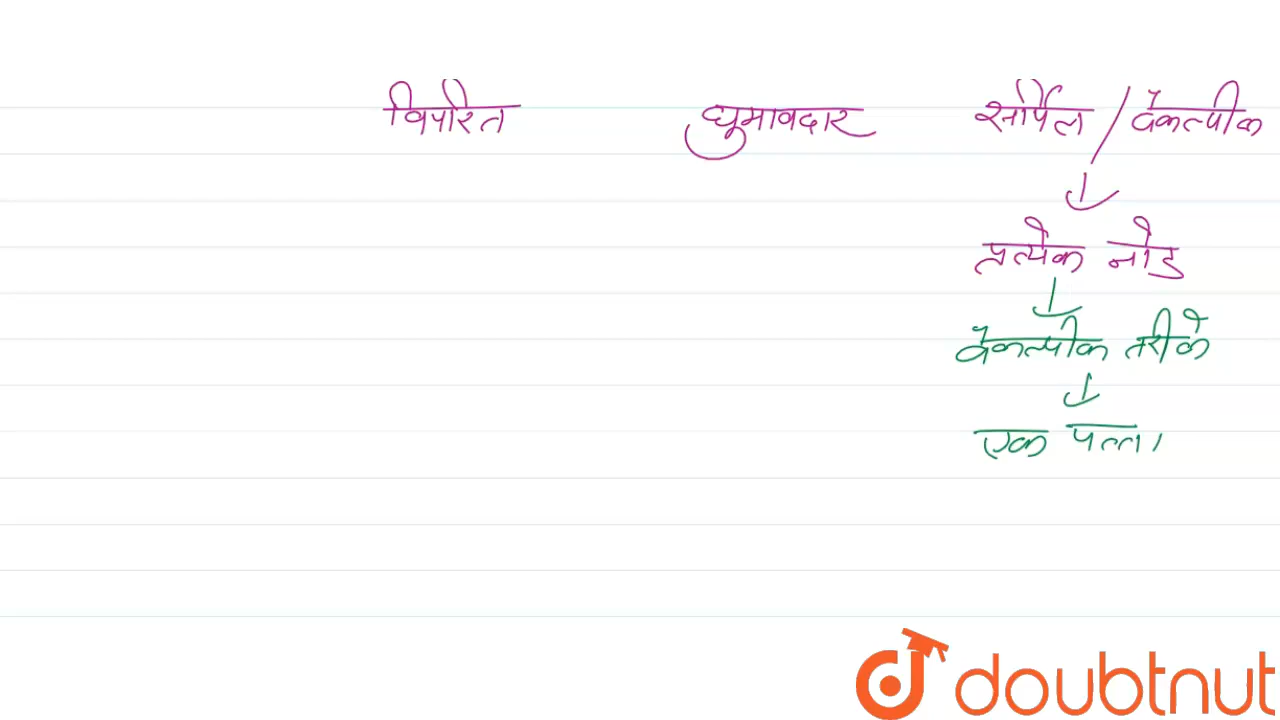 विपरित घुमावदार सर्पिल / वैकल्पीक
प्रत्येक नोड
वैकल्पीक तरीके
एक पत्ता
doubtnut